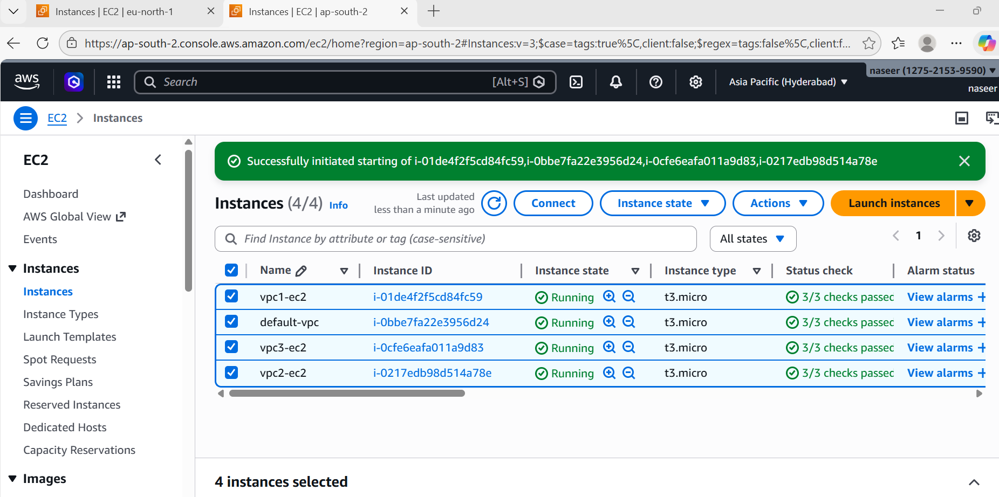 Instances | EC2 | eu-north-1
Instances | EC2 | ap-south-2
https://ap-south-2.console.aws.amazon.com/ec2/home?region=ap-south-2#Instances:v=3;$case=tags:true%5C,client:false;$regex=tags:false%5C,client:f...
aws
Search [Alt+S]
Asia Pacific (Hyderabad)
naseer (1275-2153-9590)
naseer
EC2 > Instances
EC2
Dashboard
AWS Global View
Events
Instances
Instances
Instance Types
Launch Templates
Spot Requests
Savings Plans
Reserved Instances
Dedicated Hosts
Capacity Reservations
Images
Successfully initiated starting of i-01de4f2f5cd84fc59,i-0bbe7fa22e3956d24,i-0cfe6eafa011a9d83,i-0217edb98d514a78e
Instances (4/4) Info
Last updated
less than a minute ago
Connect
Instance state
Actions
Launch instances
Find Instance by attribute or tag (case-sensitive)
All states
1
Name Instance ID Instance state Instance type Status check Alarm status
vpc1-ec2 i-01de4f2f5cd84fc59 Running t3.micro 3/3 checks passed View alarms +
default-vpc i-0bbe7fa22e3956d24 Running t3.micro 3/3 checks passed View alarms +
vpc3-ec2 i-0cfe6eafa011a9d83 Running t3.micro 3/3 checks passed View alarms +
vpc2-ec2 i-0217edb98d514a78e Running t3.micro 3/3 checks passed View alarms +
4 instances selected